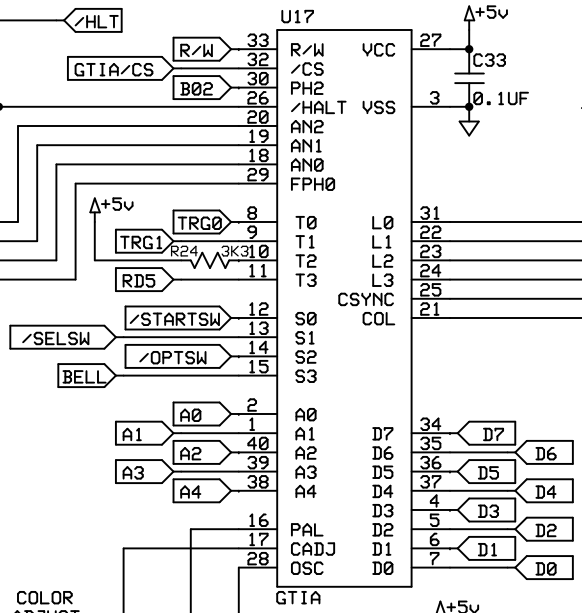 /HLT
U17
+5v
R/W 33 R/W VCC 27
GTIA/CS 32 /CS C33
B02 30 PH2
26 /HALT VSS 3 0.1UF
20 AN2
19 AN1
18 AN0
29 FPH0
+5v
TRG0 8 T0 L0 31
TRG1 9 T1 L1 22
R24 3K3 10 T2 L2 23
RD5 11 T3 L3 24
CSYNC 25
/STARTSW 12 S0 COL 21
/SELSW 13 S1
/OPTSW 14 S2
BELL 15 S3
A0 2 A0
A1 1 A1 D7 34 D7
A2 40 A2 D6 35 D6
A3 39 A3 D5 36 D5
A4 38 A4 D4 37 D4
D3 4 D3
16 PAL D2 5 D2
17 CADJ D1 6 D1
28 OSC D0 7 D0
COLOR GTIA
ADJUST +5v